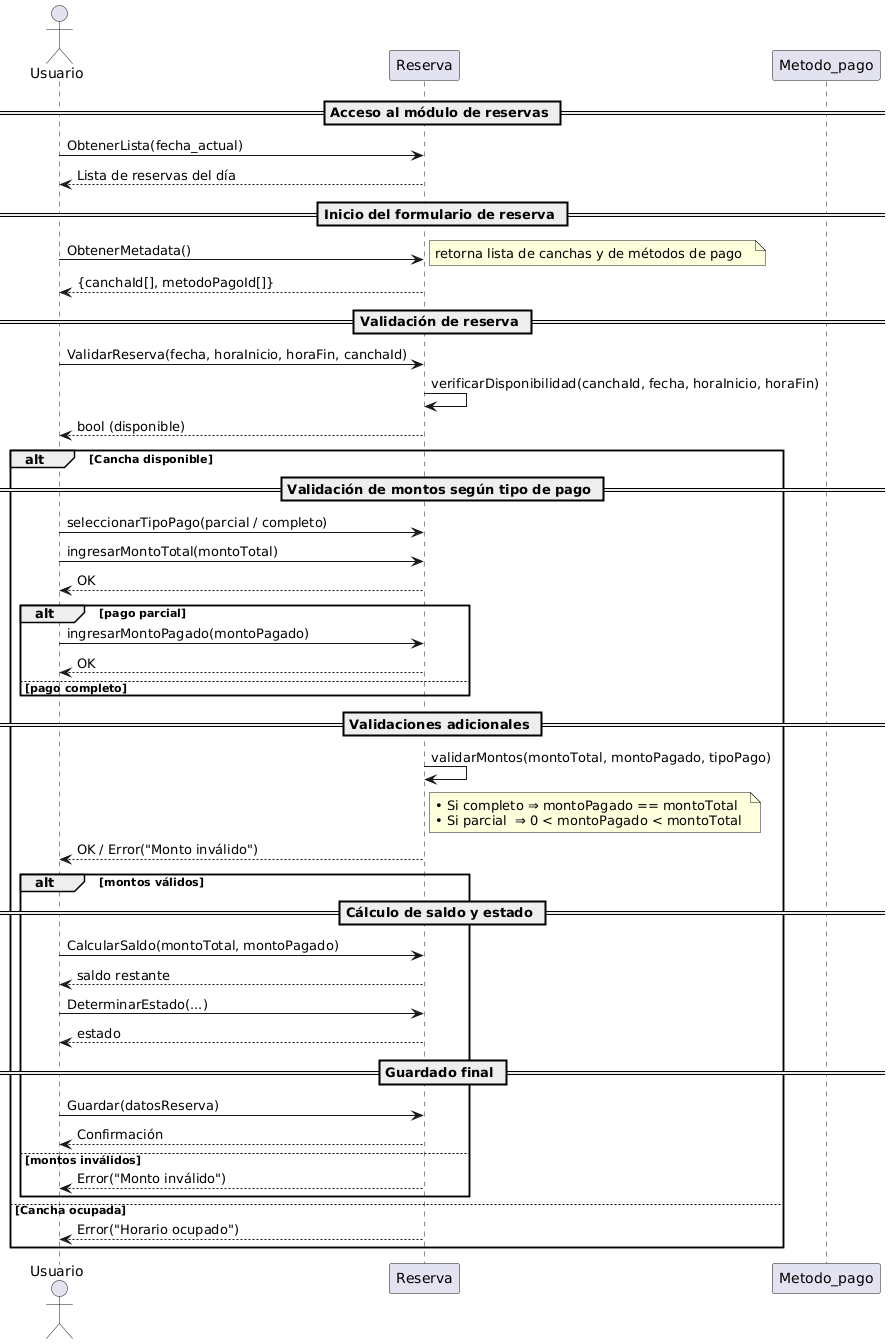 Usuario
Reserva
Metodo_pago
Acceso al módulo de reservas
ObtenerLista(fecha_actual)
Lista de reservas del día
Inicio del formulario de reserva
ObtenerMetadata()
retorna lista de canchas y de métodos de pago
{canchaId[], metodoPagoId[]}
Validación de reserva
ValidarReserva(fecha, horaInicio, horaFin, canchaId)
verificarDisponibilidad(canchaId, fecha, horaInicio, horaFin)
bool (disponible)
alt [Cancha disponible]
Validación de montos según tipo de pago
seleccionarTipoPago(parcial / completo)
ingresarMontoTotal(montoTotal)
OK
alt [pago parcial]
ingresarMontoPagado(montoPagado)
OK
[pago completo]
Validaciones adicionales
validarMontos(montoTotal, montoPagado, tipoPago)
• Si completo ⇒ montoPagado == montoTotal
• Si parcial ⇒ 0 < montoPagado < montoTotal
OK / Error("Monto inválido")
alt [montos válidos]
Cálculo de saldo y estado
CalcularSaldo(montoTotal, montoPagado)
saldo restante
DeterminarEstado(...)
estado
Guardado final
Guardar(datosReserva)
Confirmación
[montos inválidos]
Error("Monto inválido")
[Cancha ocupada]
Error("Horario ocupado")
Usuario
Reserva
Metodo_pago